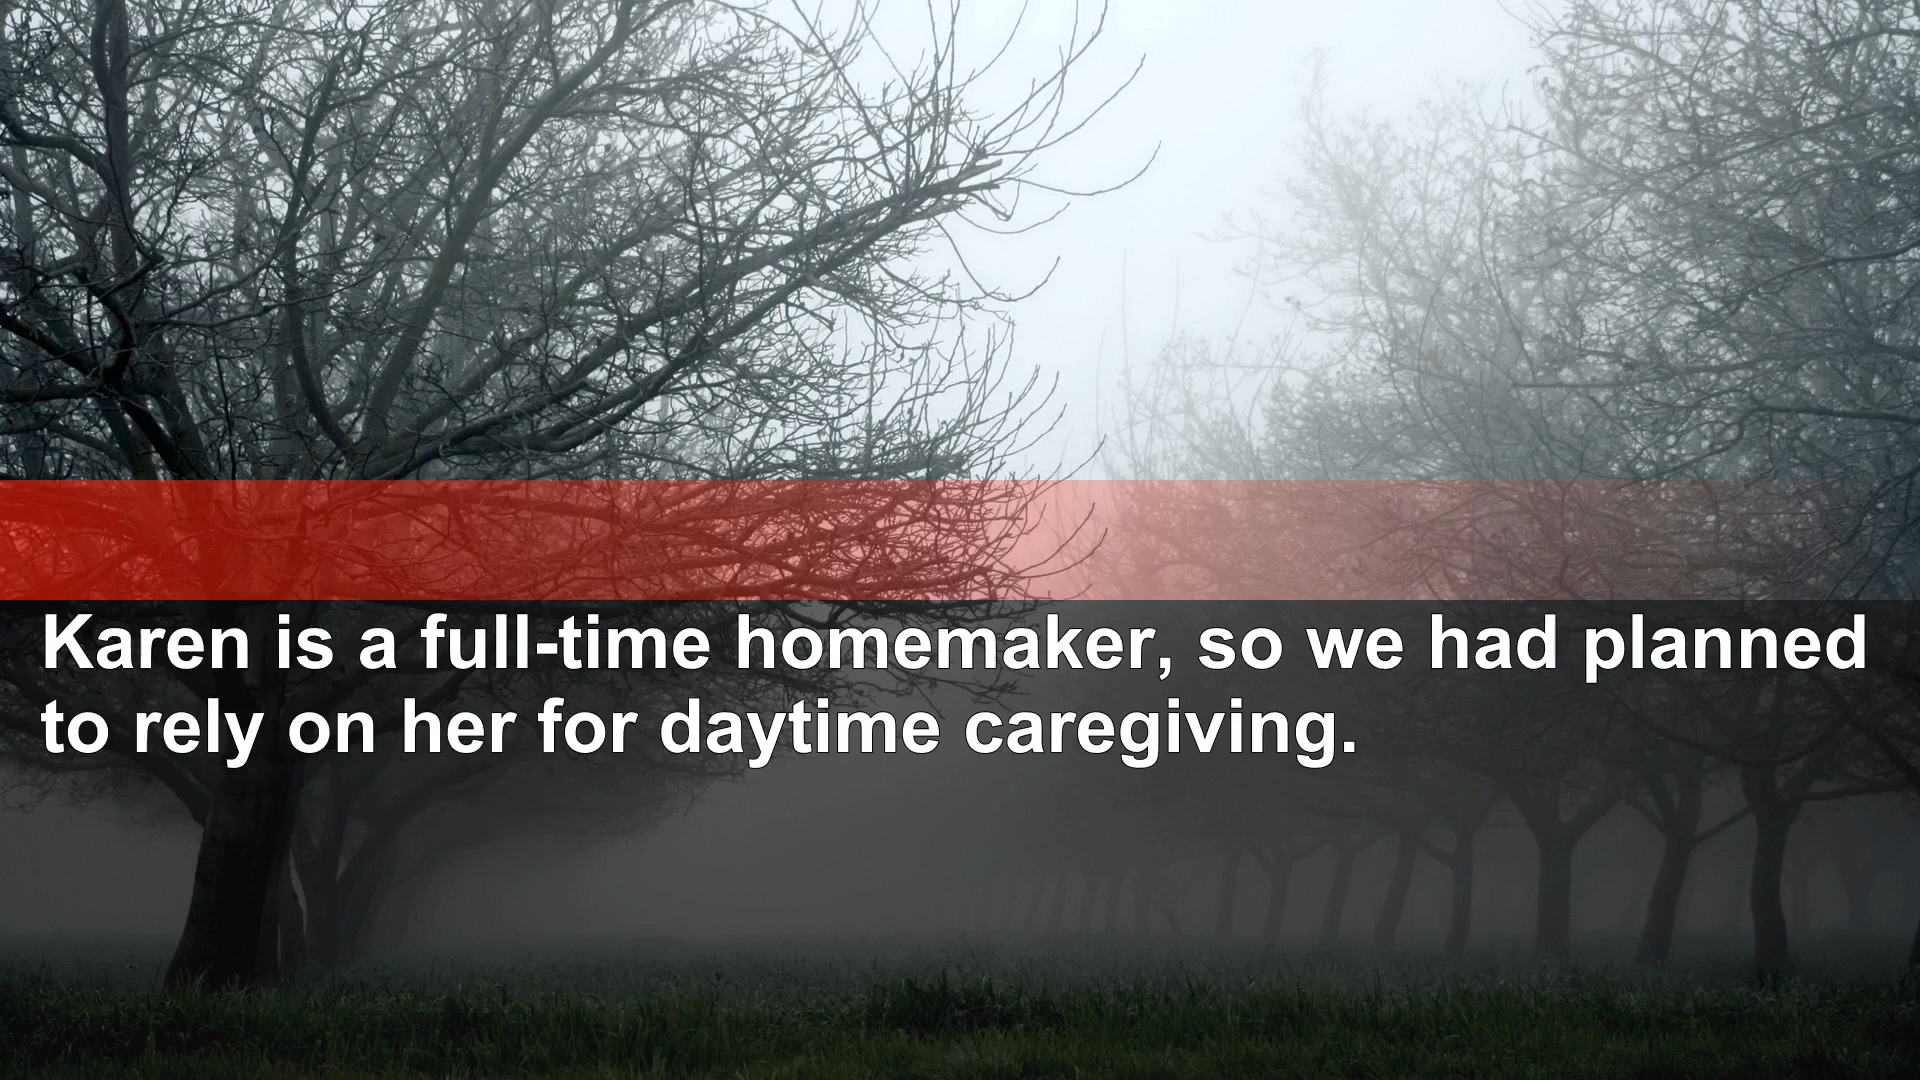 Karen is a full-time homemaker, so we had planned
to rely on her for daytime caregiving.